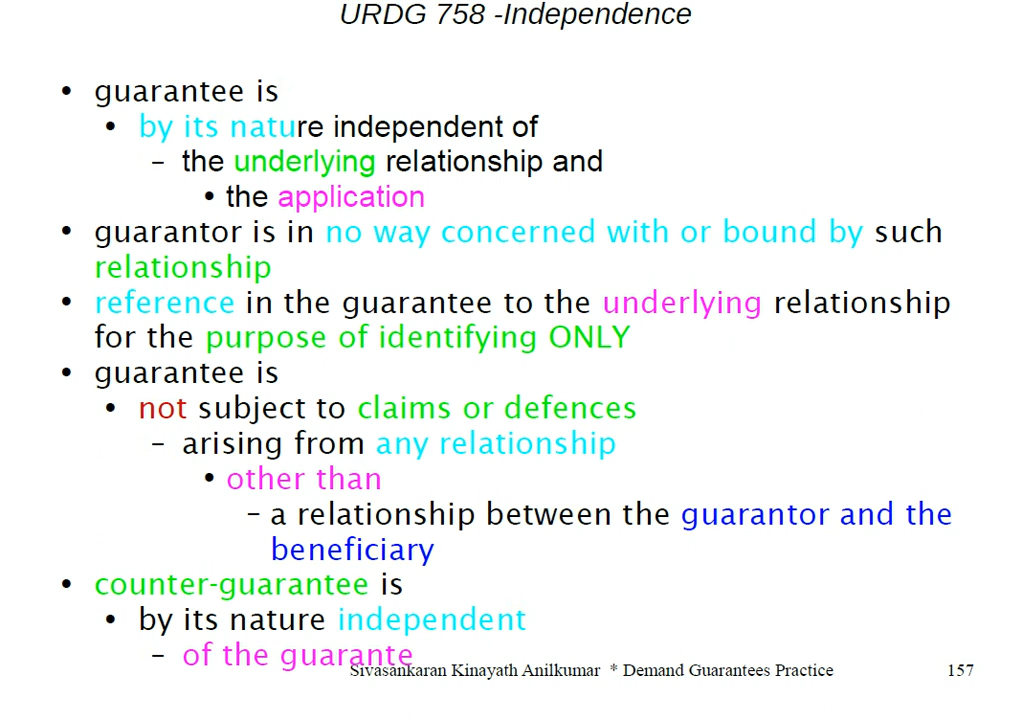 URDG 758 -Independence
• guarantee is
• by its nature independent of
– the underlying relationship and
• the application
• guarantor is in no way concerned with or bound by such
relationship
• reference in the guarantee to the underlying relationship
for the purpose of identifying ONLY
• guarantee is
• not subject to claims or defences
– arising from any relationship
• other than
– a relationship between the guarantor and the
beneficiary
• counter-guarantee is
• by its nature independent
– of the guarante
Sivasankaran Kinayath Anilkumar * Demand Guarantees Practice 157